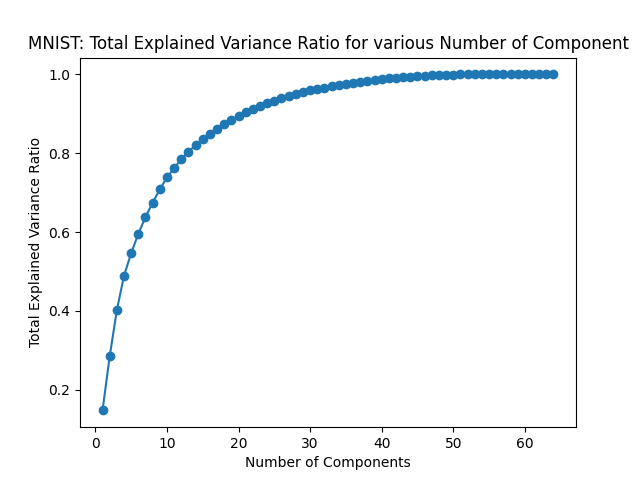 MNIST: Total Explained Variance Ratio for various Number of Component
1.0
0.8
0.6
0.4
0.2
Total Explained Variance Ratio
0 10 20 30 40 50 60
Number of Components